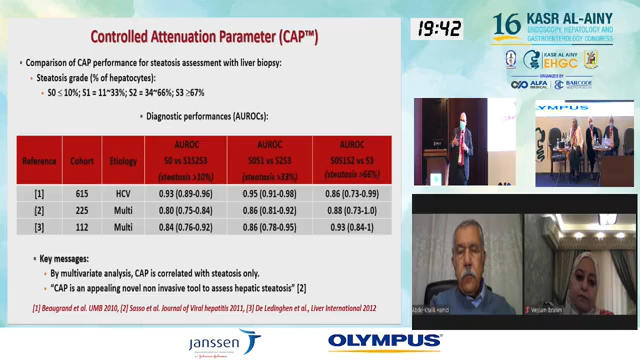 Controlled Attenuation Parameter (CAP™)
19:42
16 KASR AL-AINY
ENDOSCOPY, HEPATOLOGY AND
GASTROENTEROLOGY CONGRESS
KASR AL-AINY
EHGC
ORGANIZED BY
ALFA
MEDICAL
BARCODE
• Comparison of CAP performance for steatosis assessment with liver biopsy:
• Steatosis grade (% of hepatocytes):
• S0 ≤ 10%; S1 = 11~33%; S2 = 34~66%; S3 ≥67%
• Diagnostic performances (AUROCs):
Reference Cohort Etiology AUROC S0 vs S1S2S3 (steatosis >10%) AUROC S0S1 vs S2S3 (steatosis >33%) AUROC S0S1S2 vs S3 (steatosis >66%)
[1] 615 HCV 0.93 (0.89-0.96) 0.95 (0.91-0.98) 0.86 (0.73-0.99)
[2] 225 Multi 0.80 (0.75-0.84) 0.86 (0.81-0.92) 0.88 (0.73-1.0)
[3] 112 Multi 0.84 (0.76-0.92) 0.86 (0.78-0.95) 0.93 (0.84-1)
• Key messages:
• By multivariate analysis, CAP is correlated with steatosis only.
• "CAP is an appealing novel non invasive tool to assess hepatic steatosis" [2]
[1] Beaugrand et al. UMB 2010, [2] Sasso et al. Journal of Viral hepatitis 2011, [3] De Ledinghen et al., Liver International 2012
OLYMPUS
janssen
OLYMPUS